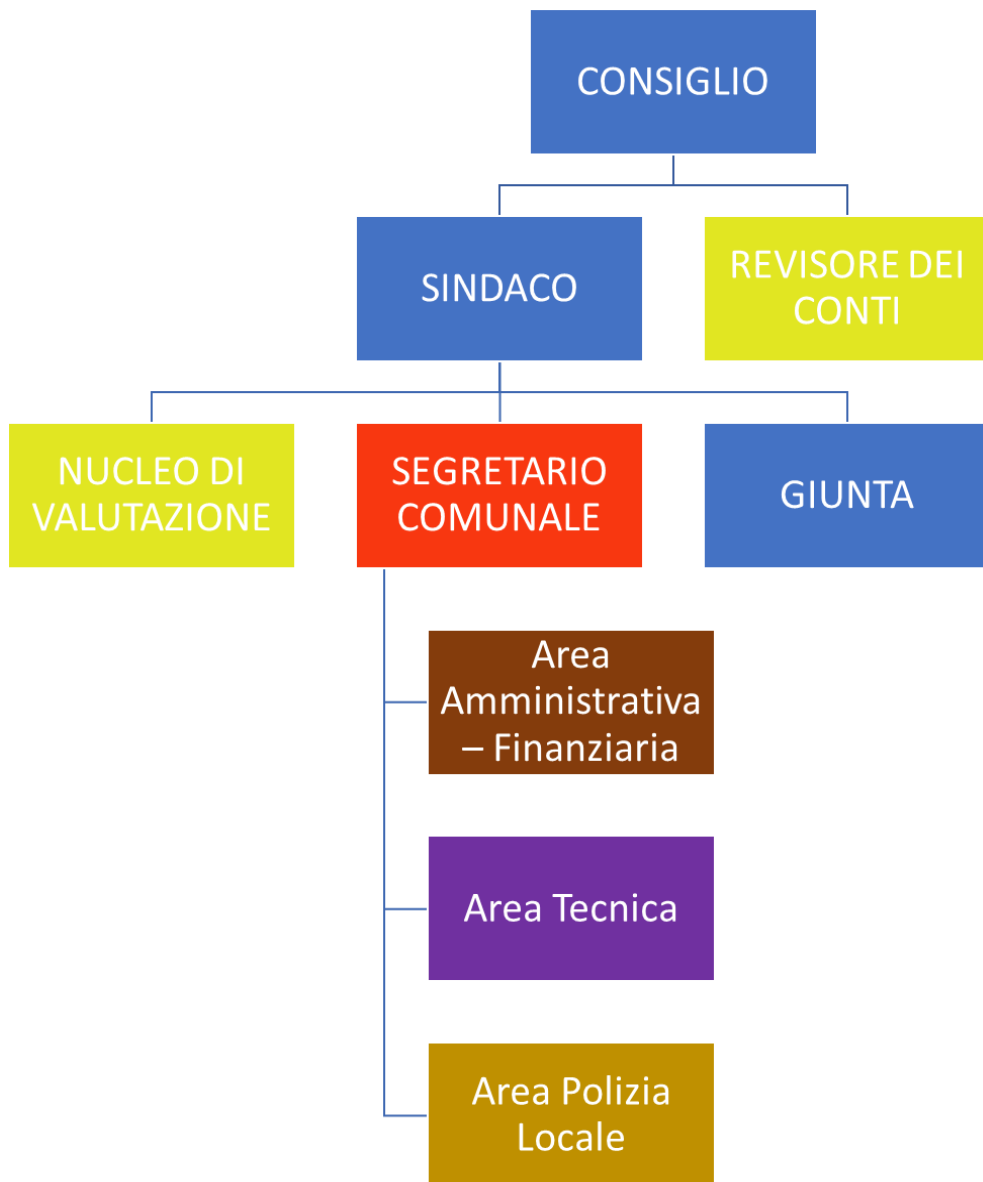 CONSIGLIO
SINDACO
REVISORE DEI
CONTI
NUCLEO DI
VALUTAZIONE
SEGRETARIO
COMUNALE
GIUNTA
Area
Amministrativa
– Finanziaria
Area Tecnica
Area Polizia
Locale